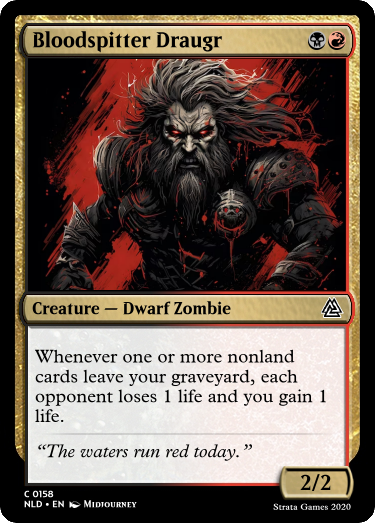 Bloodspitter Draugr
Creature — Dwarf Zombie
Whenever one or more nonland
cards leave your graveyard, each
opponent loses 1 life and you gain 1
life.
“The waters run red today.”
2/2
C 0158
NLD • EN Midjourney
Strata Games 2020